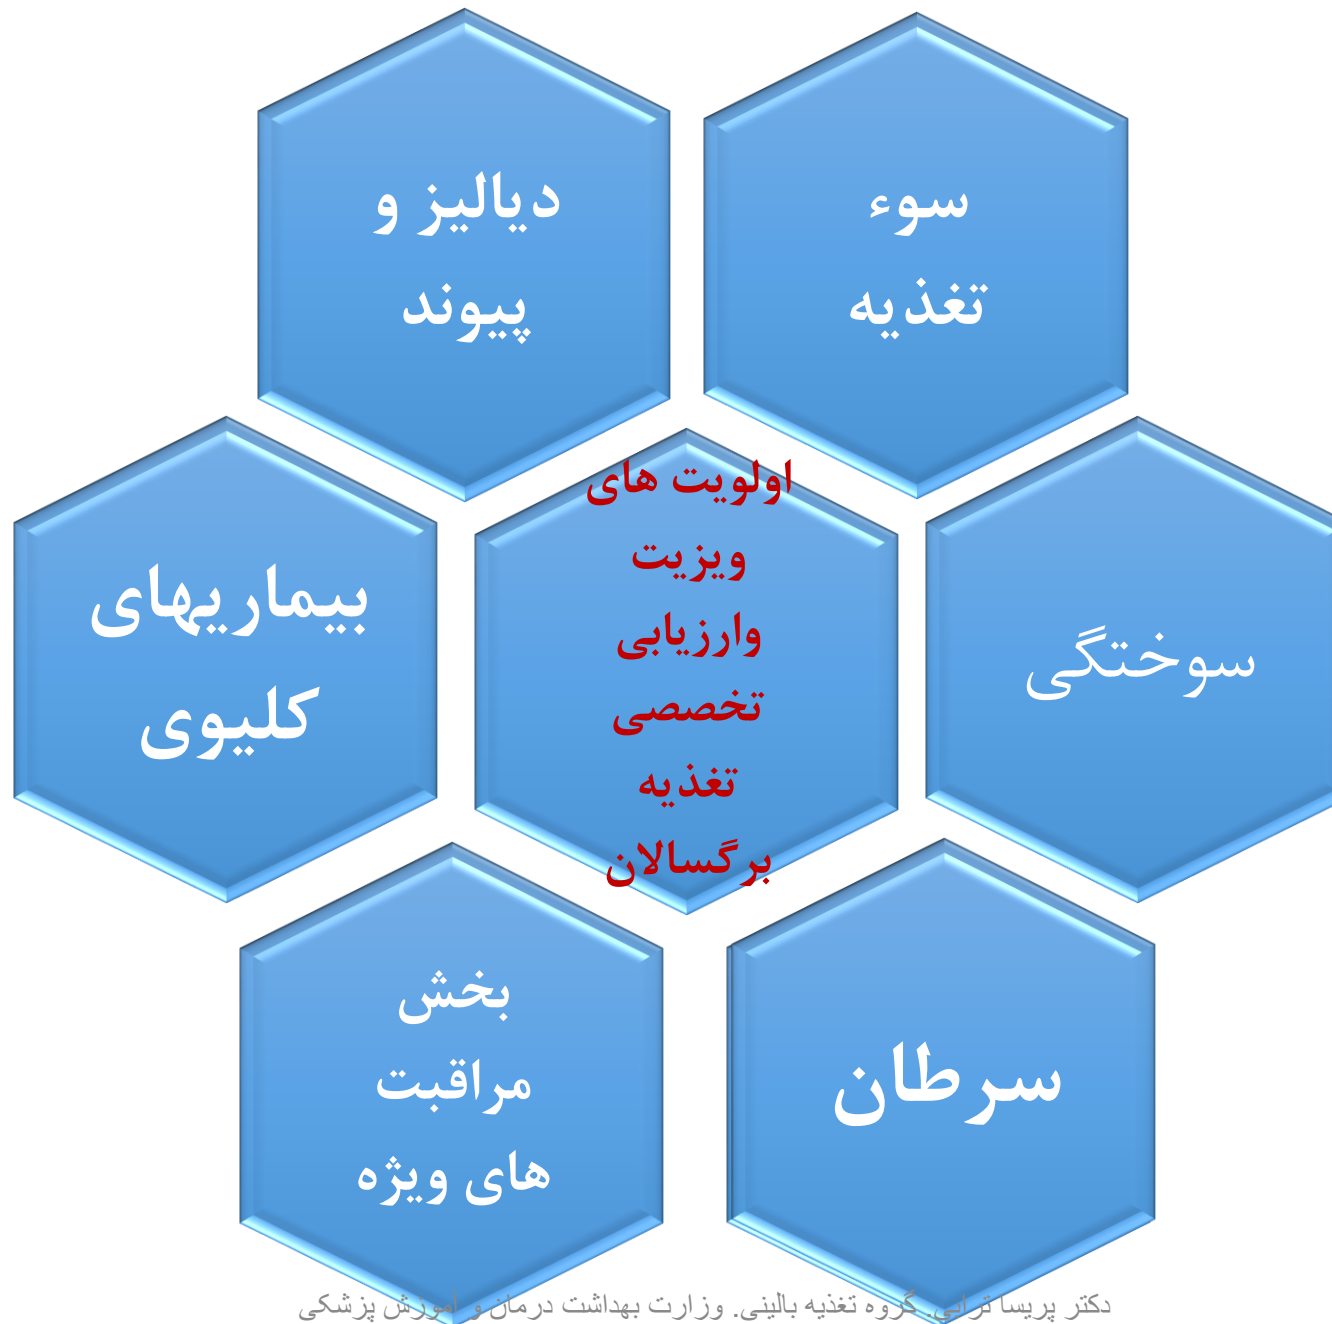 سوء
تغذیه
دیالیز و
پیوند
اولویت های
ویزیت
وارزیابی
تخصصی
تغذیه
برگسالان
سوختگی
بیماریهای
کلیوی
سرطان
بخش
مراقبت
های ویژه
دکتر پریسا ترابی. گروه تغذیه بالینی. وزارت بهداشت درمان و اموزش پزشکی